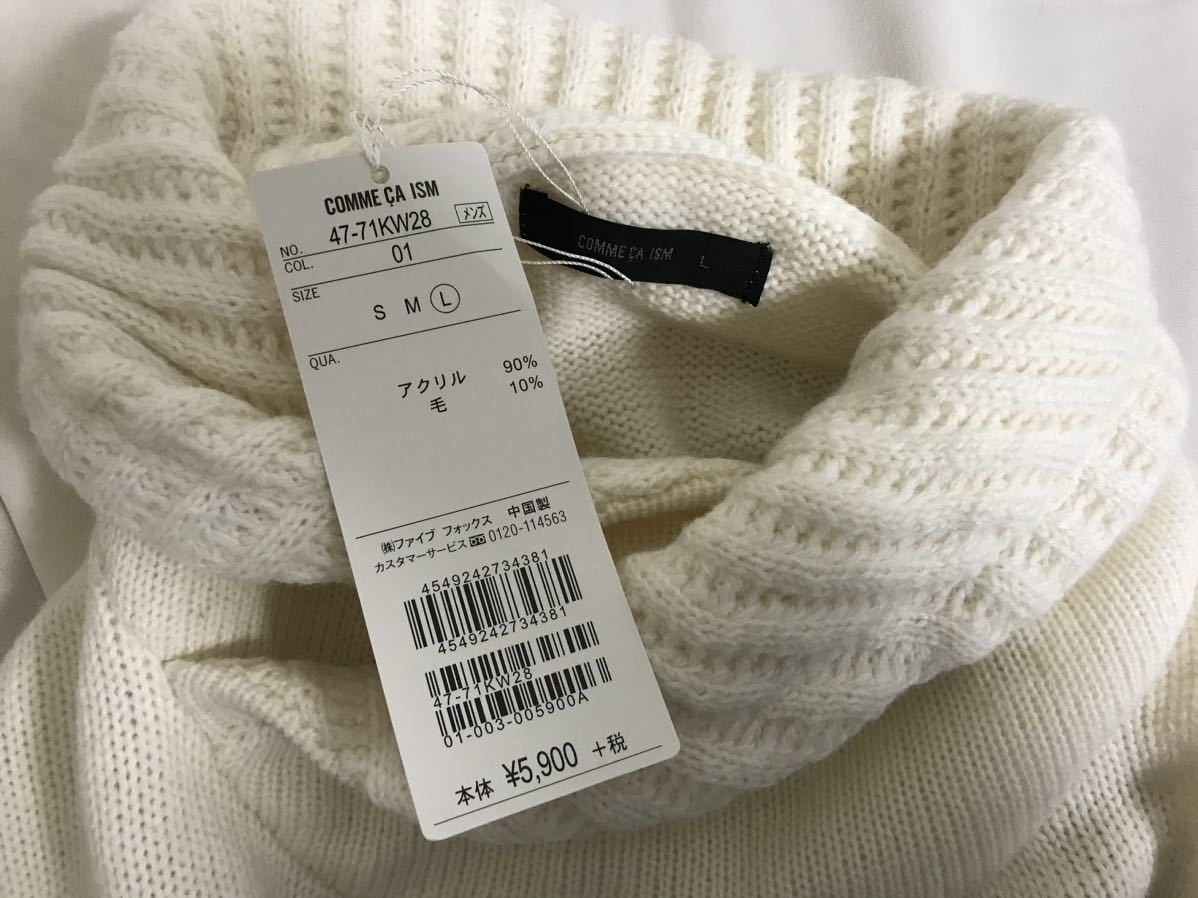 COMME ÇA ISM
NO. 47-71KW28 メンズ
COL. 01
SIZE
S M L
QUA.
アクリル 90%
毛 10%
㈱ファイブ フォックス 中国製
カスタマーサービス 0120-114563
4549242734381
4549242734381
47-71KW28
01-003-005900A
本体 ¥5,900 +税
COMME ÇA ISM L